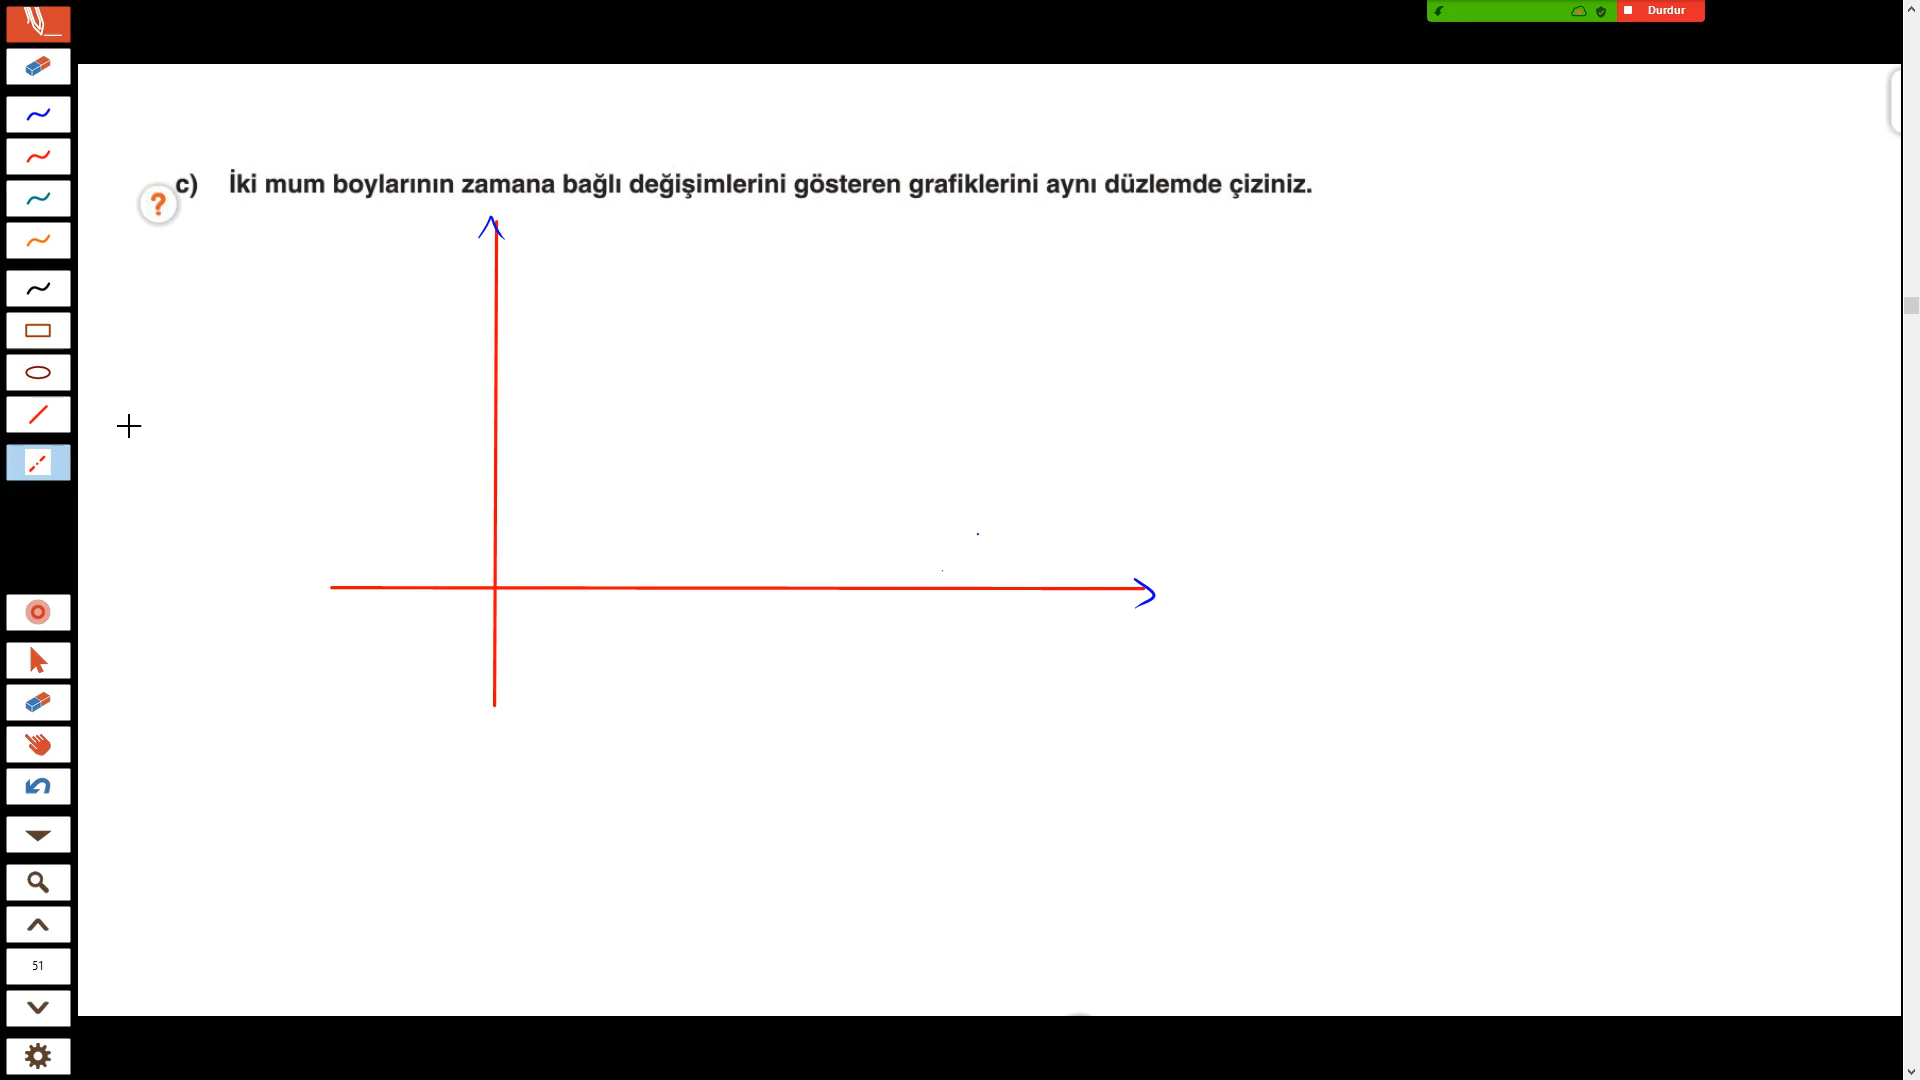 Durdur
c) İki mum boylarının zamana bağlı değişimlerini gösteren grafiklerini aynı düzlemde çiziniz.
?
51